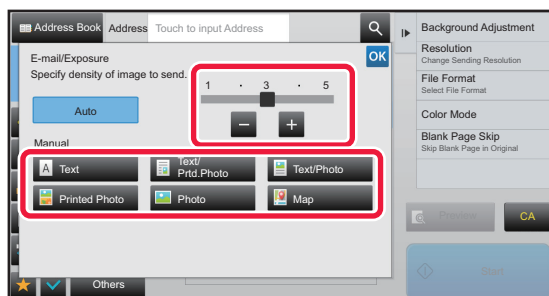 Address Book
Address
Touch to input Address
Background Adjustment
E-mail/Exposure
OK
Specify density of image to send.
Resolution
Change Sending Resolution
File Format
Select File Format
1 · 3 · 5
Auto
Color Mode
Manual
Blank Page Skip
Skip Blank Page in Original
A Text
Text/
Prtd.Photo
Text/Photo
Printed Photo
Photo
Map
Preview
CA
Start
Others